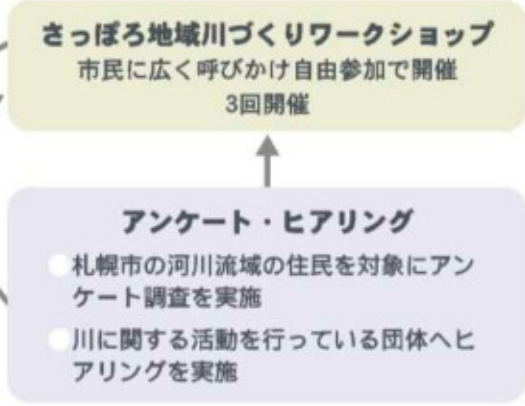 さっぽろ地域川づくりワークショップ
市民に広く呼びかけ自由参加で開催
3回開催
アンケート・ヒアリング
札幌市の河川流域の住民を対象にアン
ケート調査を実施
川に関する活動を行っている団体へヒ
アリングを実施